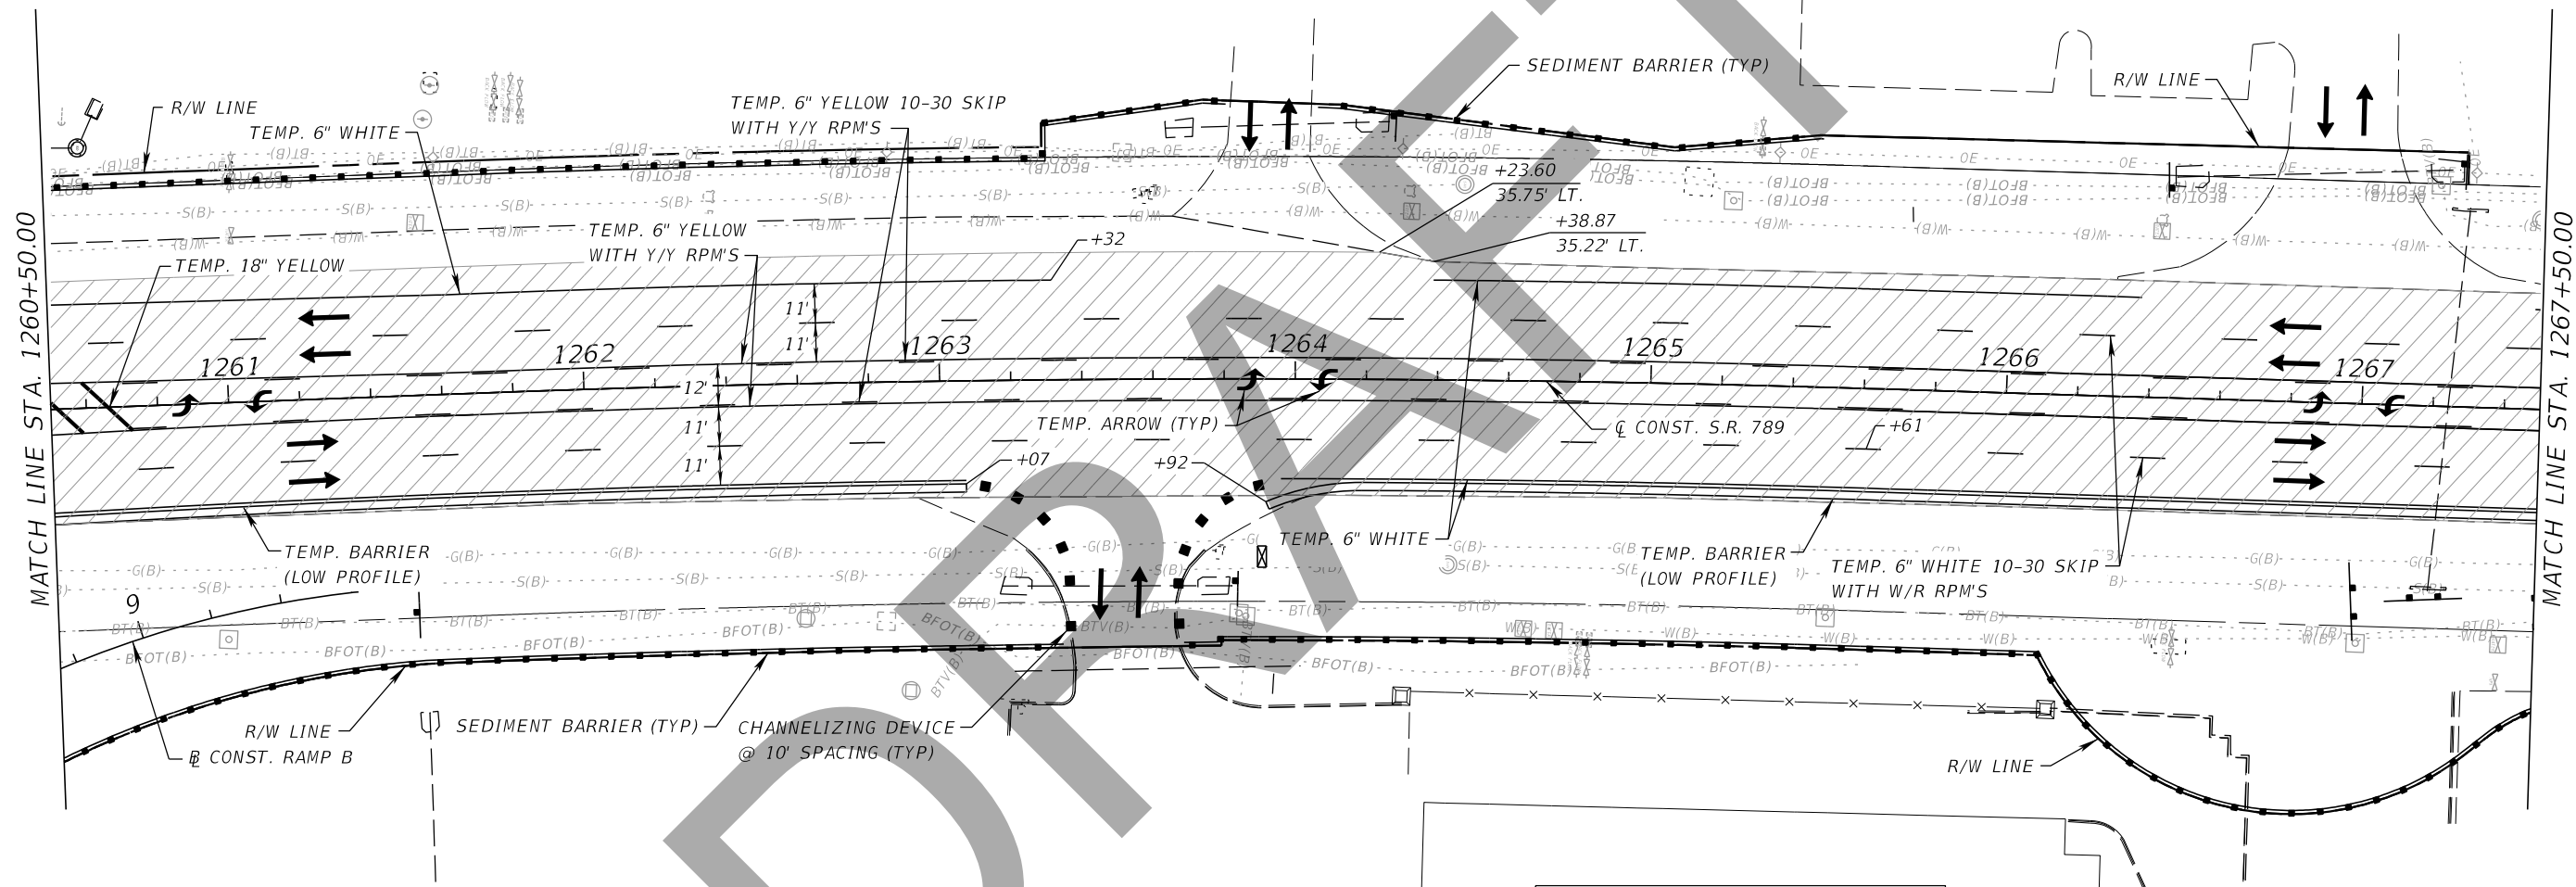 MATCH LINE STA. 1260+50.00
R/W LINE
TEMP. 6" WHITE
TEMP. 6" YELLOW 10-30 SKIP
WITH Y/Y RPM'S
SEDIMENT BARRIER (TYP)
R/W LINE
+23.60
35.75' LT.
+38.87
35.22' LT.
TEMP. 18" YELLOW
TEMP. 6" YELLOW
WITH Y/Y RPM'S
+32
11'
11'
12'
11'
11'
1261
1262
1263
1264
1265
1266
1267
TEMP. ARROW (TYP)
℄ CONST. S.R. 789
+61
+07
+92
TEMP. BARRIER
(LOW PROFILE)
TEMP. 6" WHITE
TEMP. BARRIER
(LOW PROFILE)
TEMP. 6" WHITE 10-30 SKIP
WITH W/R RPM'S
9
R/W LINE
SEDIMENT BARRIER (TYP)
CHANNELIZING DEVICE
@ 10' SPACING (TYP)
B CONST. RAMP B
R/W LINE
MATCH LINE STA. 1267+50.00
BT(B)
OE
BFOT(B)
S(B)
W(B)
G(B)
BTV(B)
DRAFT